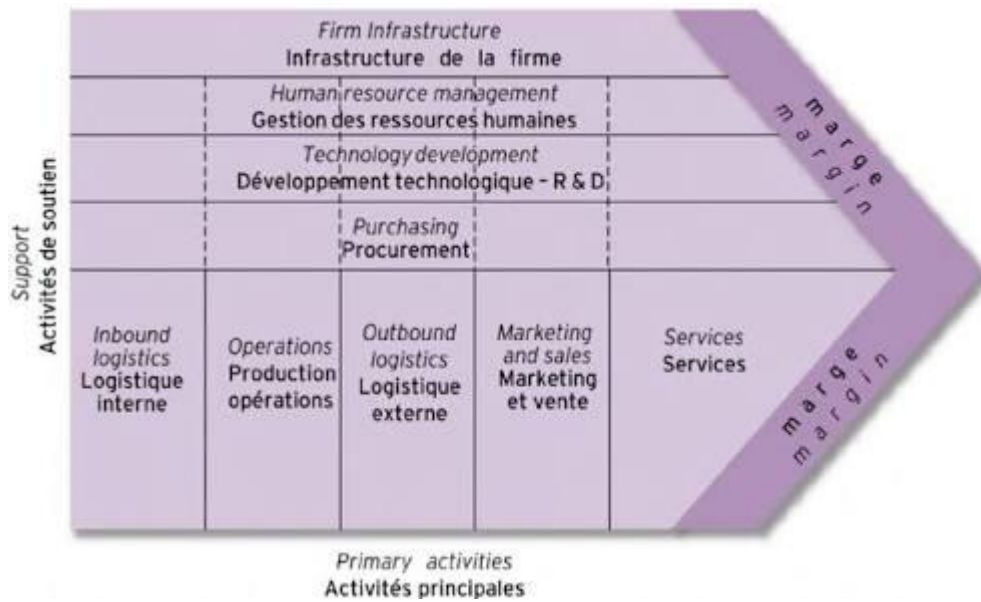 Firm Infrastructure
Infrastructure de la firme
Human resource management
Gestion des ressources humaines
Technology development
Développement technologique – R & D
Purchasing
Procurement
Support
Activités de soutien
Inbound
logistics
Logistique
interne
Operations
Production
opérations
Outbound
logistics
Logistique
externe
Marketing
and sales
Marketing
et vente
Services
Services
marge
margin
marge
margin
Primary activities
Activités principales